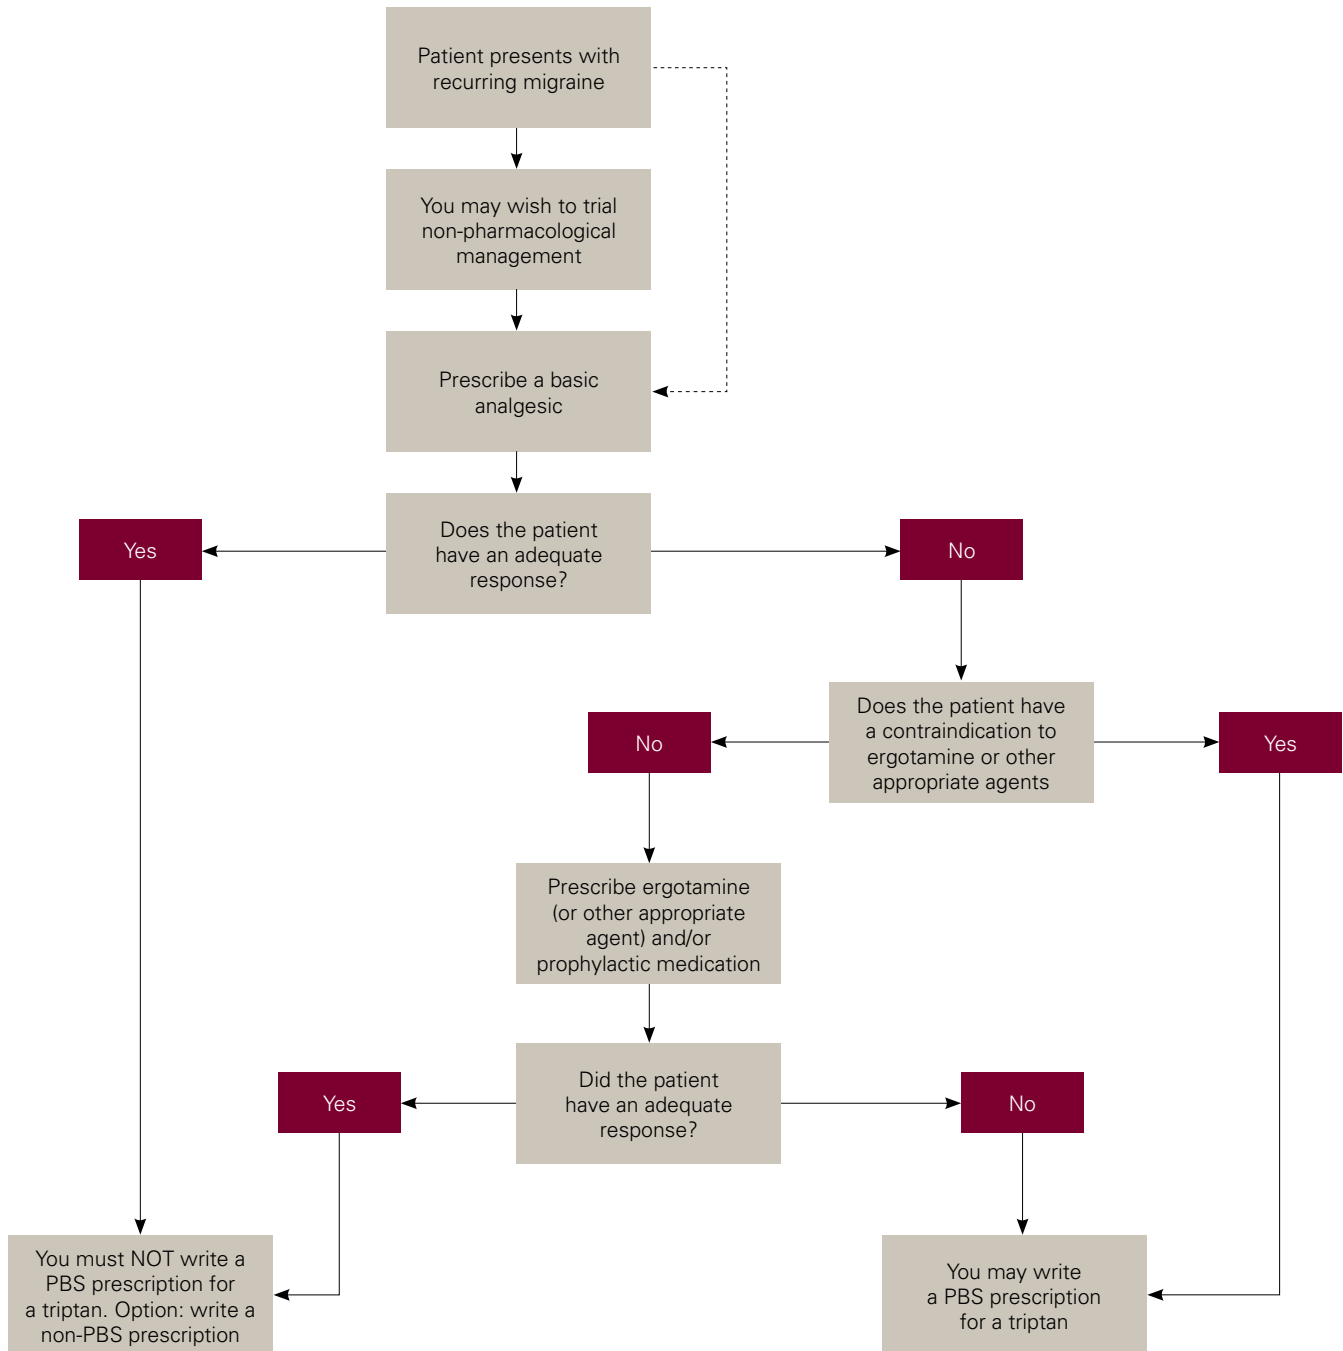 Patient presents with
recurring migraine
You may wish to trial
non-pharmacological
management
Prescribe a basic
analgesic
Does the patient
have an adequate
response?
Yes
No
Does the patient have
a contraindication to
ergotamine or other
appropriate agents
No
Yes
Prescribe ergotamine
(or other appropriate
agent) and/or
prophylactic medication
Did the patient
have an adequate
response?
Yes
No
You must NOT write a
PBS prescription for
a triptan. Option: write a
non-PBS prescription
You may write
a PBS prescription
for a triptan